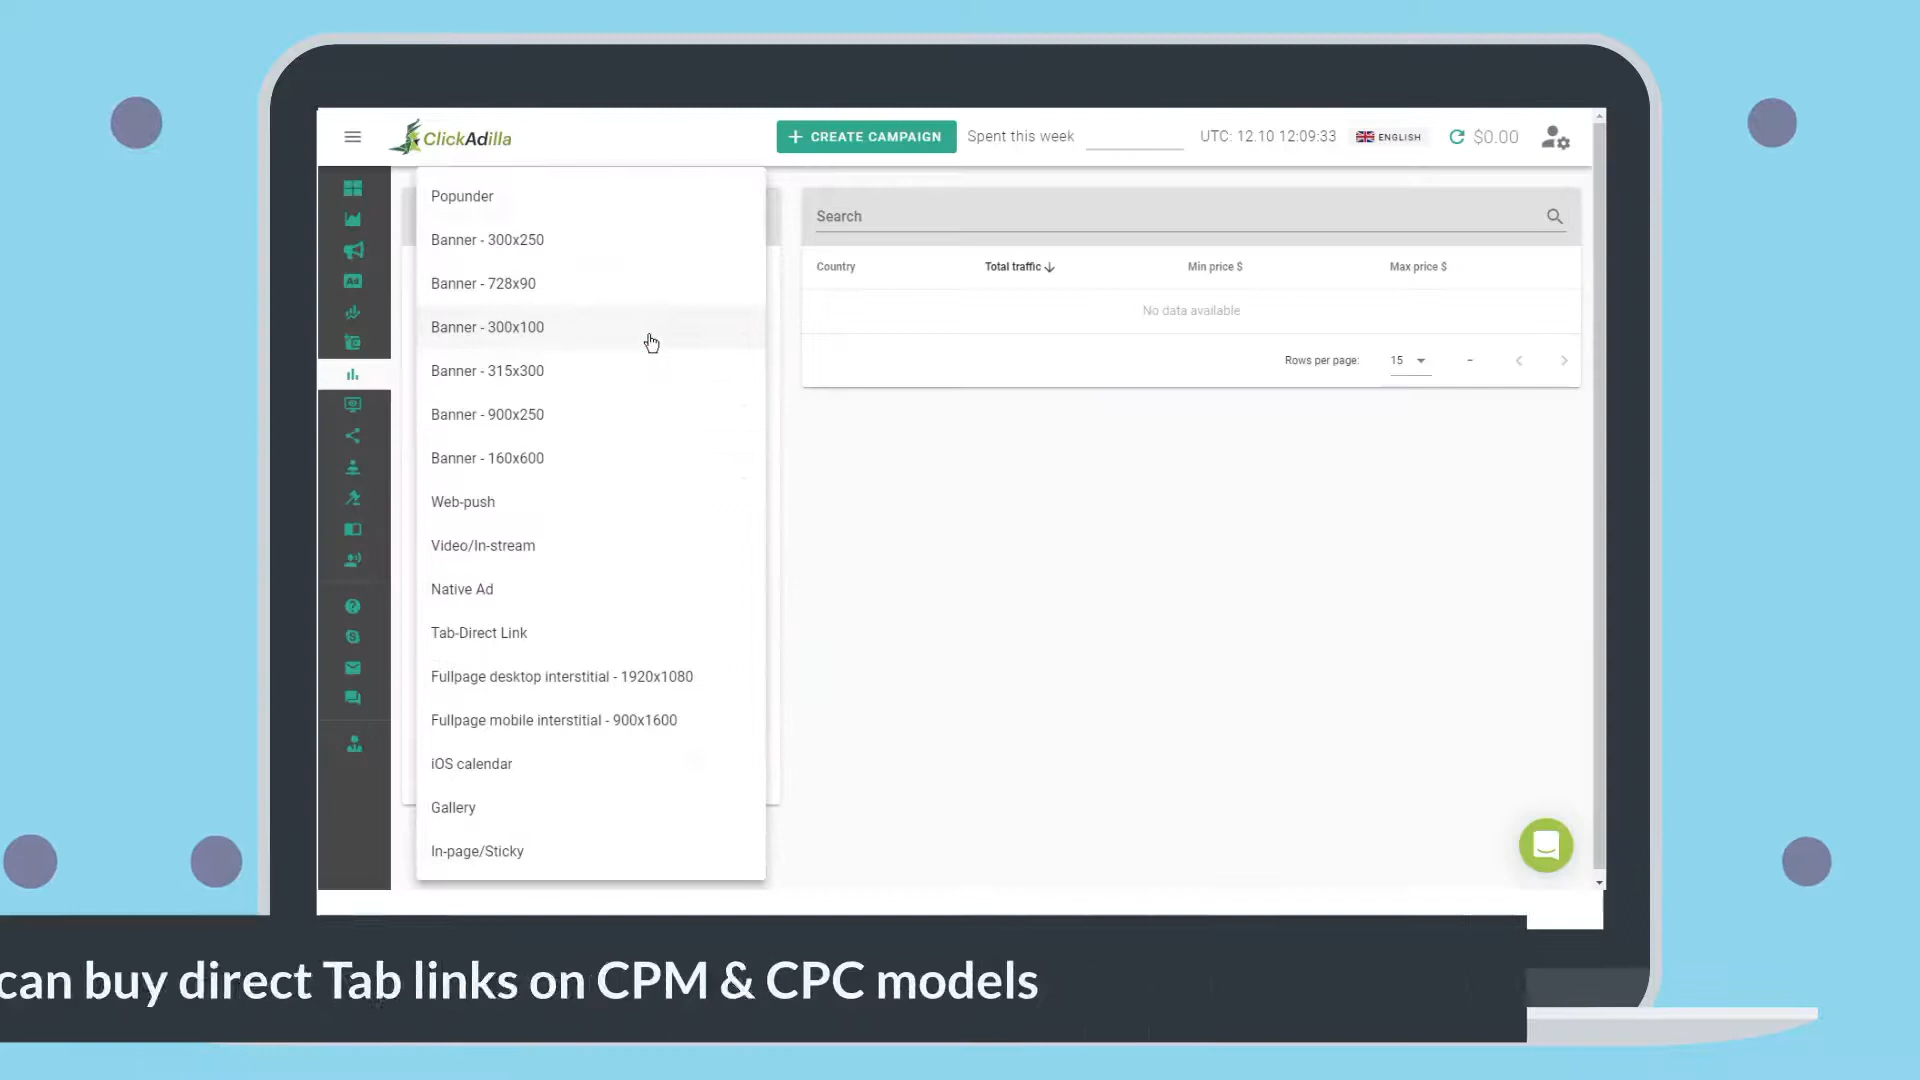 ClickAdilla
+ CREATE CAMPAIGN
Spent this week
UTC: 12.10 12:09:33
ENGLISH
$0.00
Popunder
Banner - 300x250
Banner - 728x90
Banner - 300x100
Banner - 315x300
Banner - 900x250
Banner - 160x600
Web-push
Video/In-stream
Native Ad
Tab-Direct Link
Fullpage desktop interstitial - 1920x1080
Fullpage mobile interstitial - 900x1600
iOS calendar
Gallery
In-page/Sticky
Search
Country Total traffic Min price $ Max price $
No data available
Rows per page: 15 -
Ad
can buy direct Tab links on CPM & CPC models